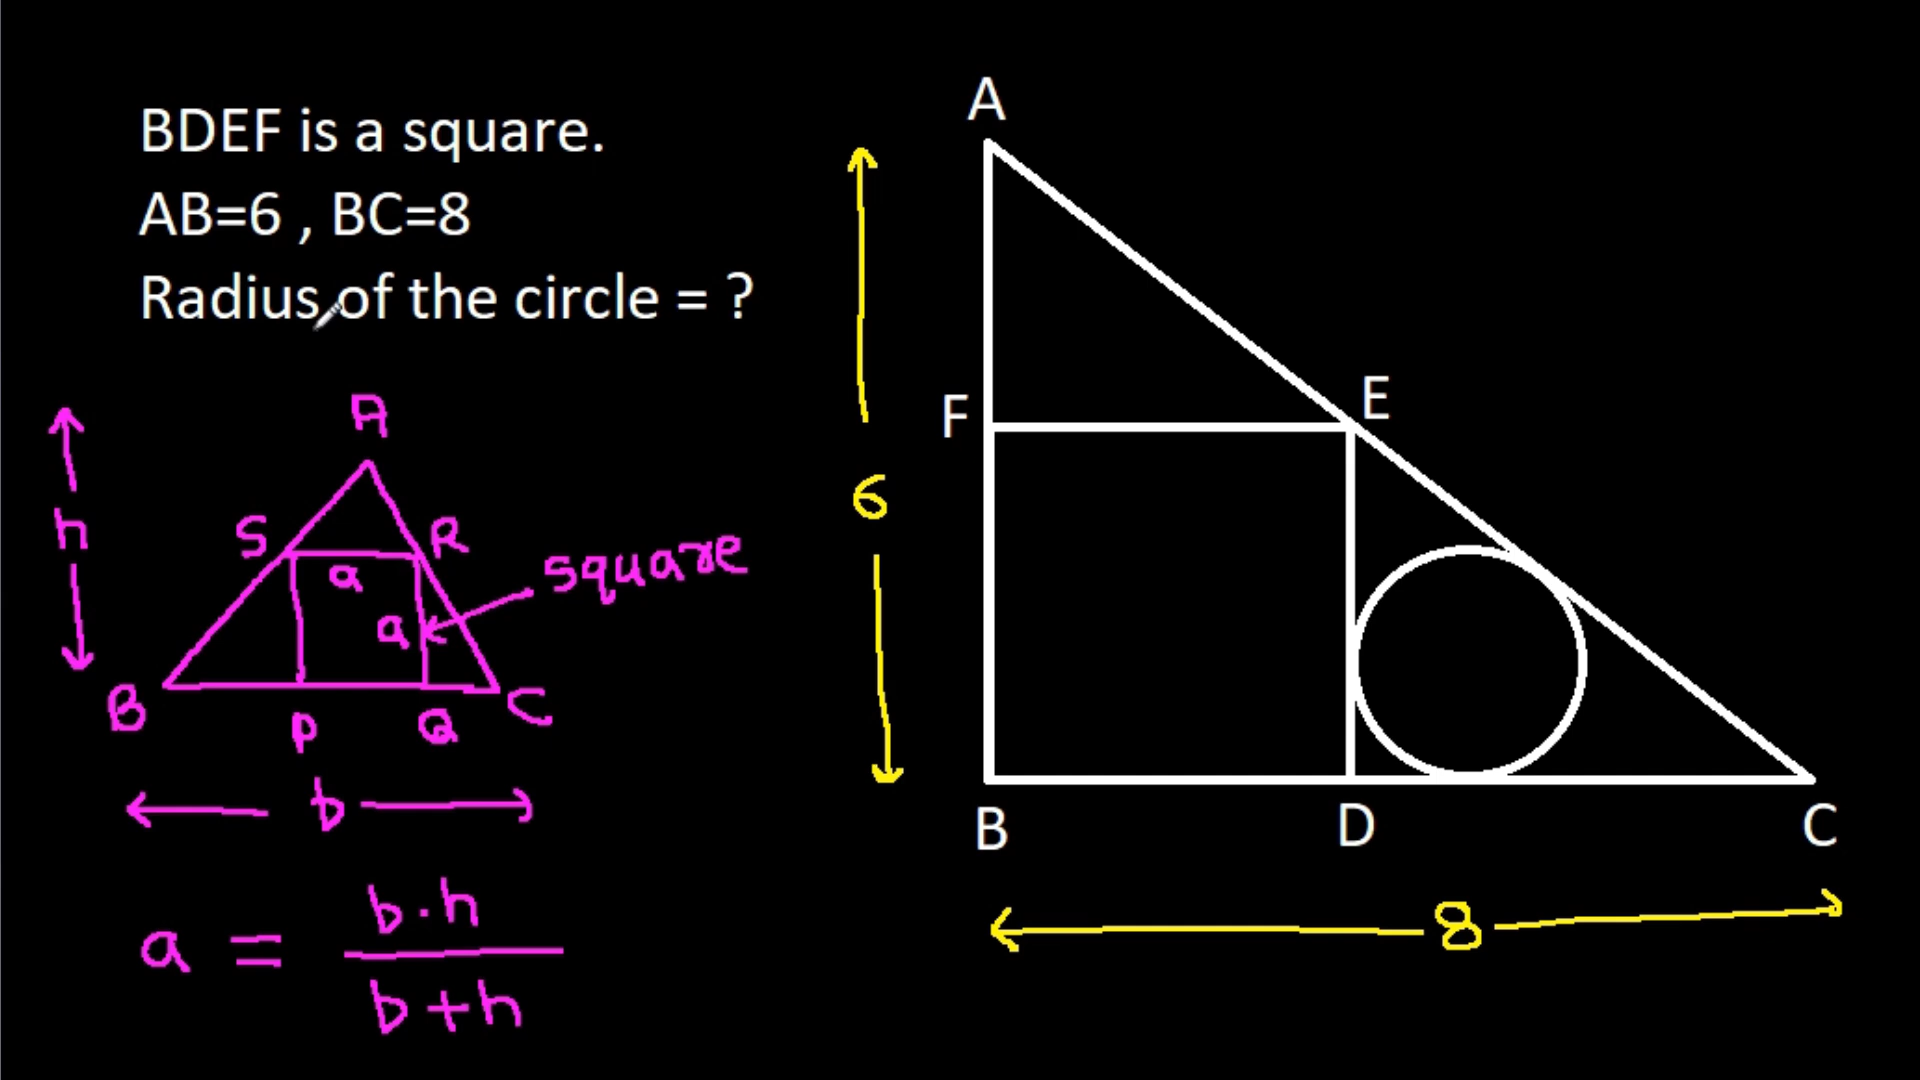 BDEF is a square.
AB=6 , BC=8
Radius of the circle = ?
A
h
S
R
a
square
a
B
P
Q
C
b
a = b·h
b+h
A
6
F
E
B
D
C
8